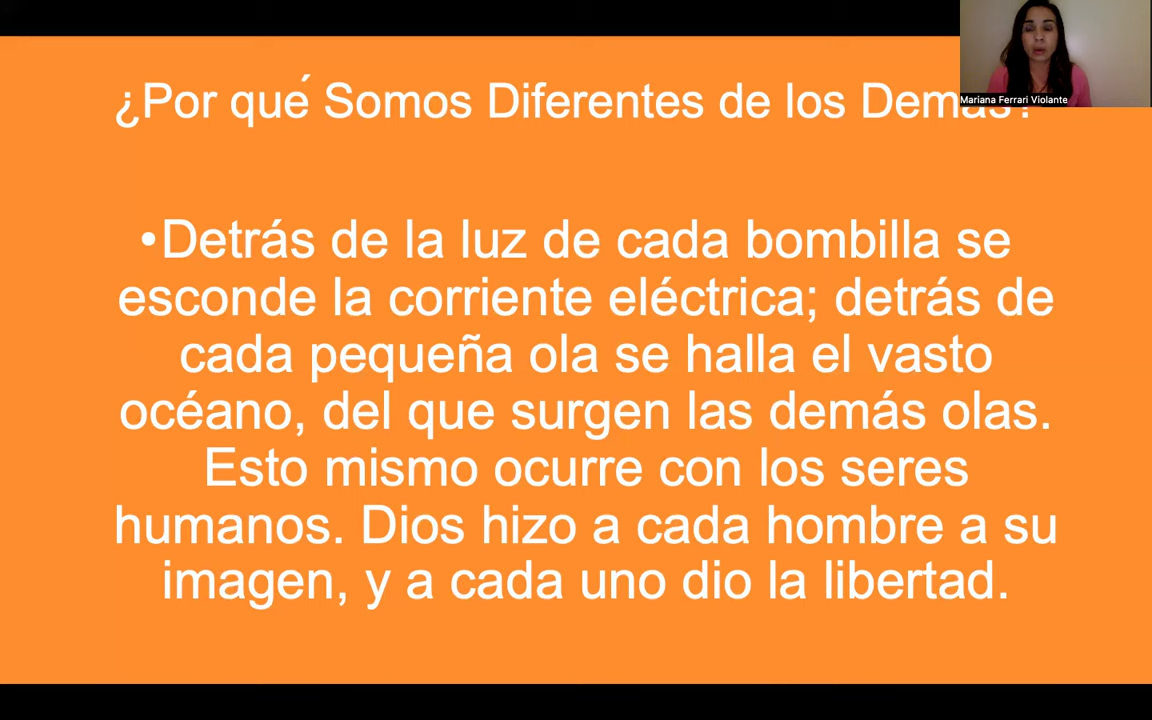 ¿Por qué Somos Diferentes de los Demás?
Mariana Ferrari Violante
•Detrás de la luz de cada bombilla se
esconde la corriente eléctrica; detrás de
cada pequeña ola se halla el vasto
océano, del que surgen las demás olas.
Esto mismo ocurre con los seres
humanos. Dios hizo a cada hombre a su
imagen, y a cada uno dio la libertad.